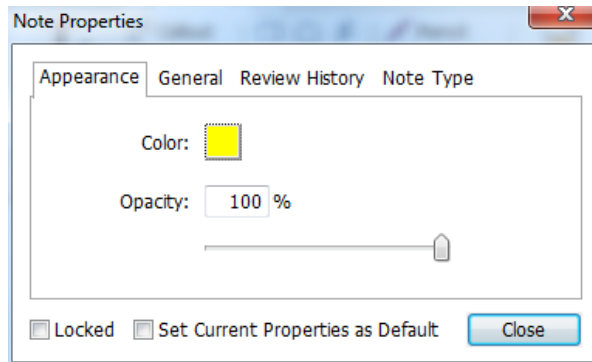 Note Properties
Appearance General Review History Note Type
Color:
Opacity: 100 %
Locked Set Current Properties as Default Close